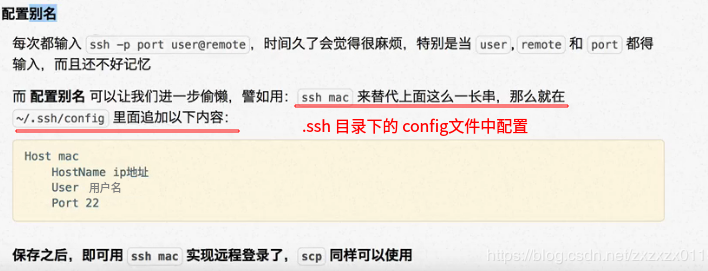 配置别名
每次都输入 ssh -p port user@remote，时间久了会觉得很麻烦，特别是当 user, remote 和 port 都得
输入，而且还不好记忆
而 配置别名 可以让我们进一步偷懒，譬如用： ssh mac 来替代上面这么一长串，那么就在
~/.ssh/config 里面追加以下内容：
.ssh 目录下的 config文件中配置
Host mac
HostName ip地址
User 用户名
Port 22
保存之后，即可用 ssh mac 实现远程登录了，scp 同样可以使用
https://blog.csdn.net/zxzxzx011